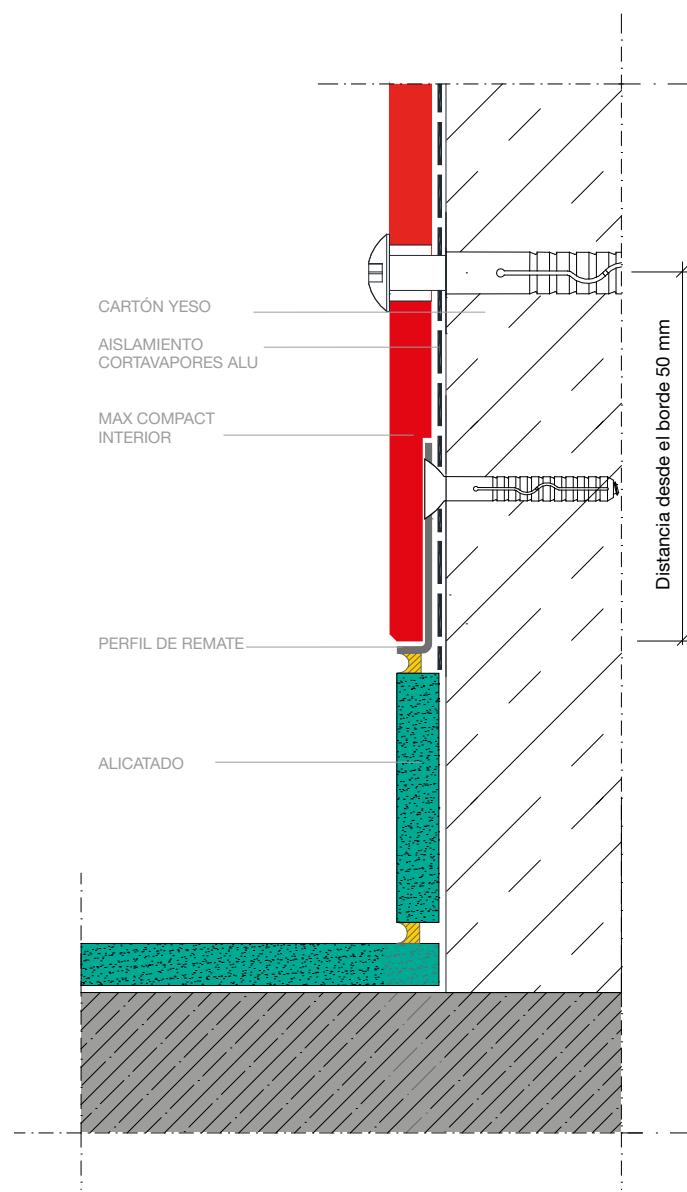 CARTÓN YESO
AISLAMIENTO
CORTAVAPORES ALU
MAX COMPACT
INTERIOR
PERFIL DE REMATE
ALICATADO
Distancia desde el borde 50 mm